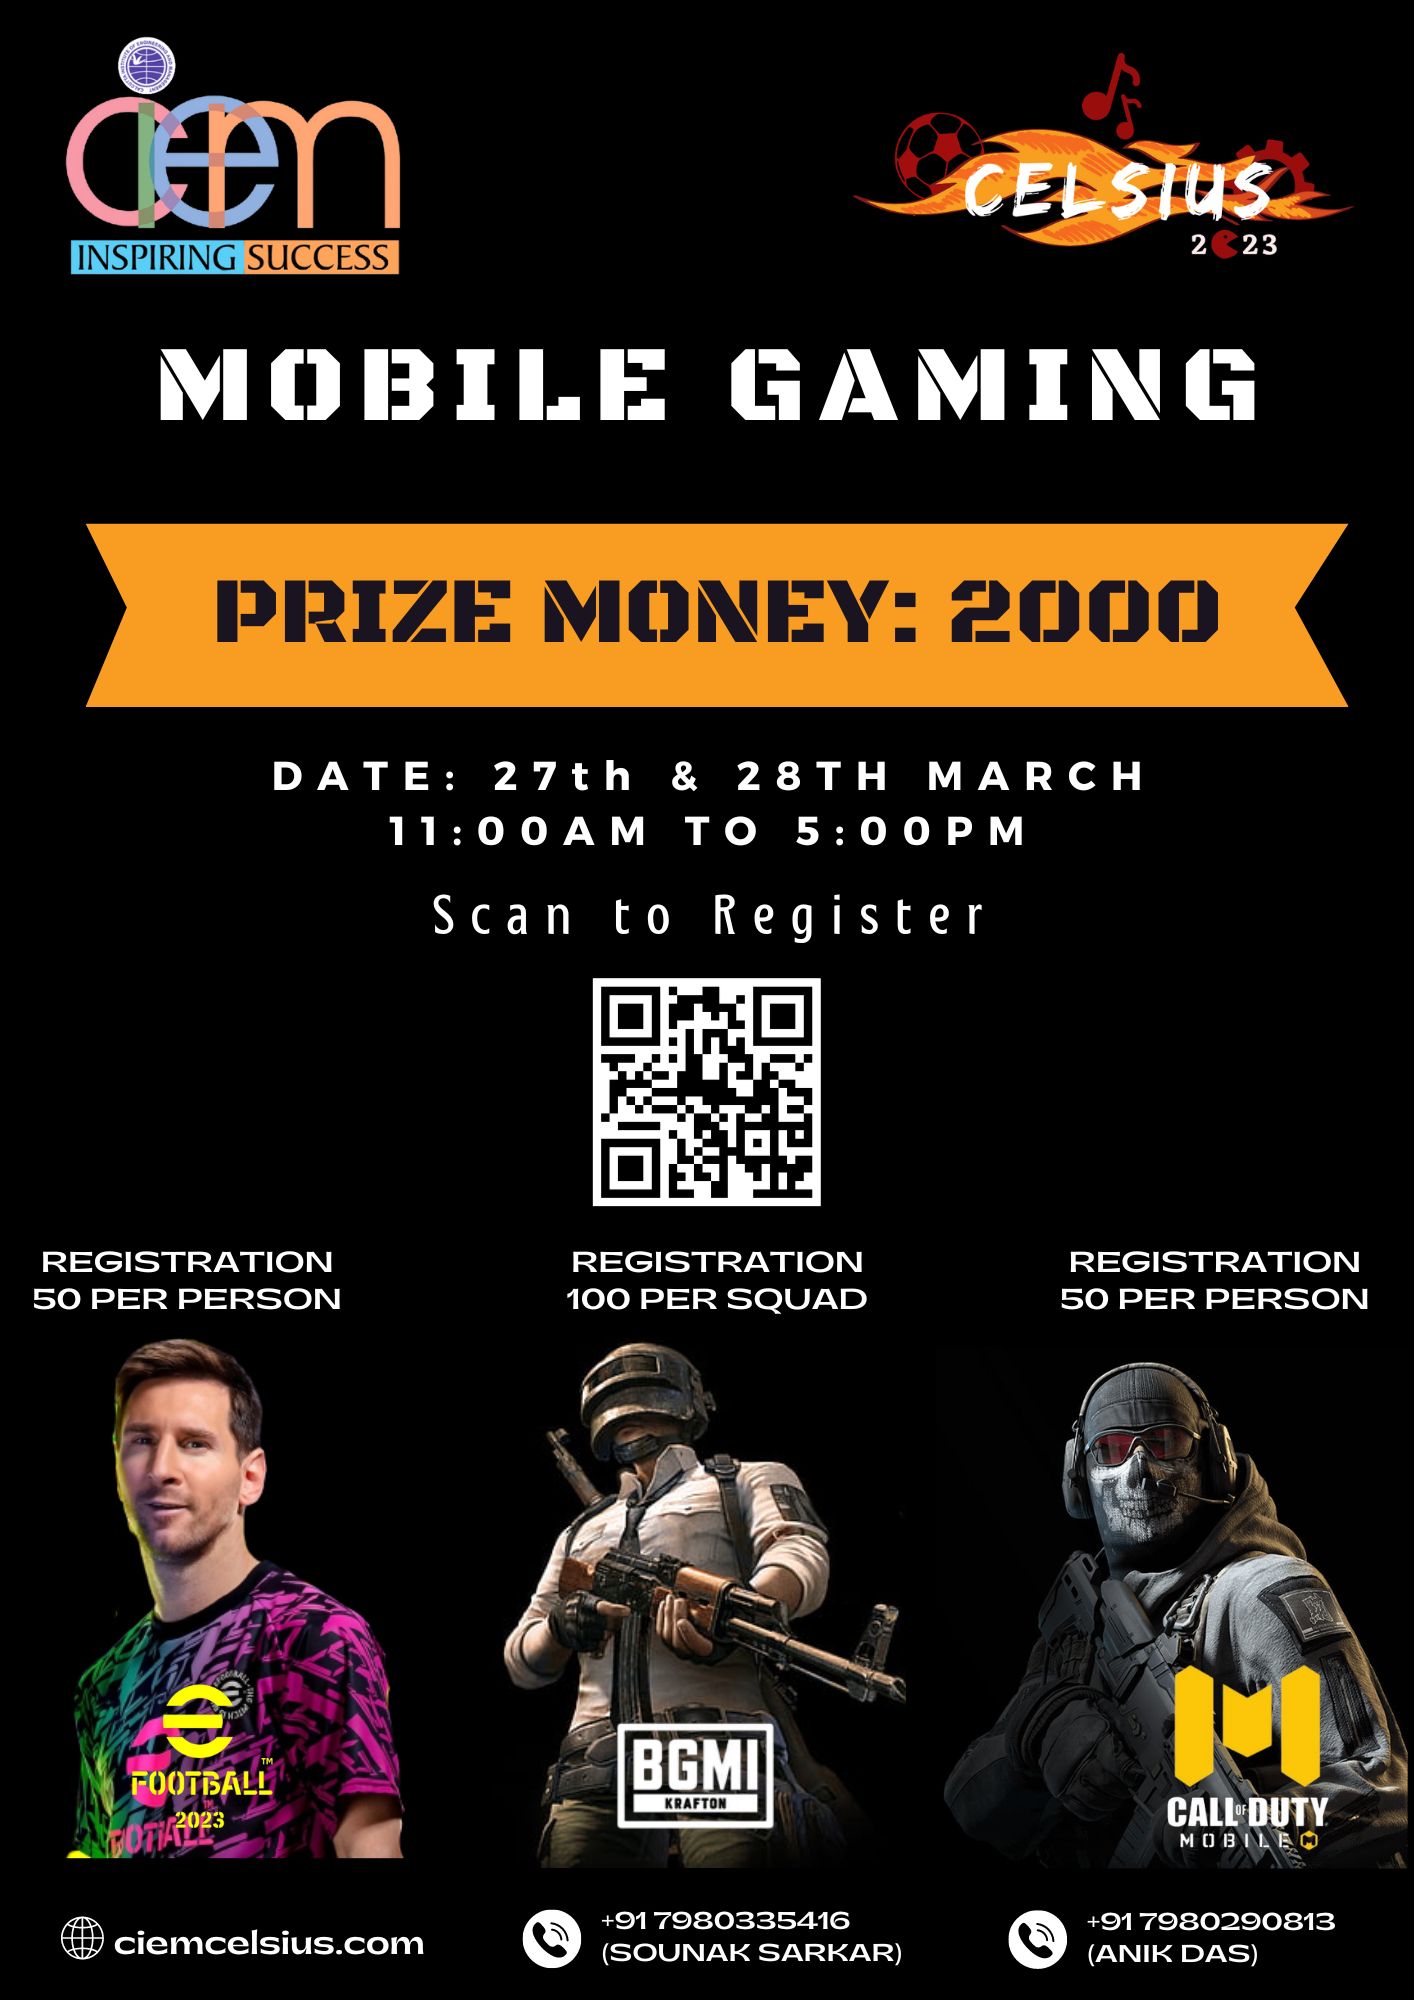 ciem
INSPIRING SUCCESS
CELSIUS
2023
MOBILE GAMING
PRIZE MONEY: 2000
DATE: 27th & 28TH MARCH
11:00AM TO 5:00PM
Scan to Register
REGISTRATION
50 PER PERSON
REGISTRATION
100 PER SQUAD
REGISTRATION
50 PER PERSON
e
FOOTBALL™
2023
BGMI
KRAFTON
CALL OF DUTY
MOBILE
ciemcelsius.com
+91 7980335416
(SOUNAK SARKAR)
+91 7980290813
(ANIK DAS)